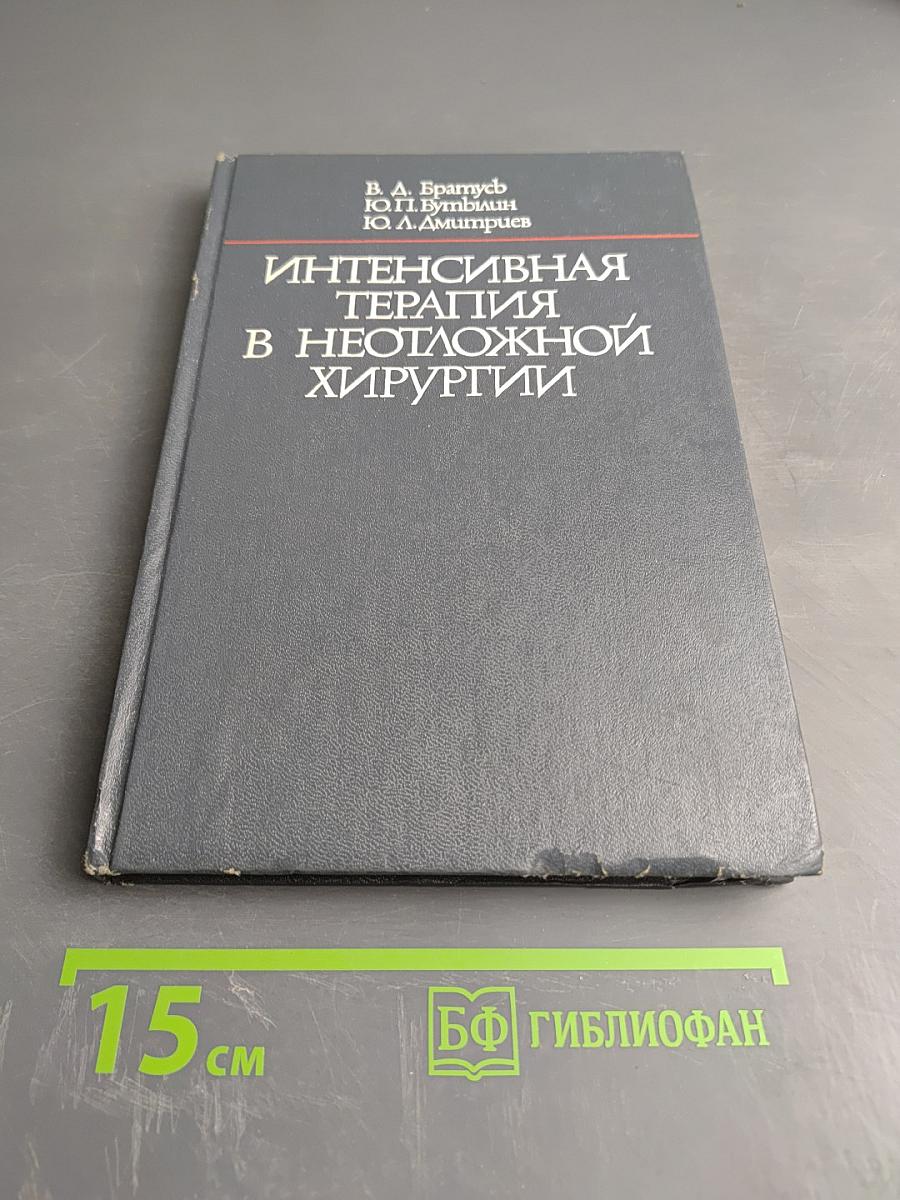 В. Д. Братусь
Ю. П. Бутылин
Ю. Л. Дмитриев
ИНТЕНСИВНАЯ
ТЕРАПИЯ
В НЕОТЛОЖНОЙ
ХИРУРГИИ
15 см
БФ ГИБЛИОФАН